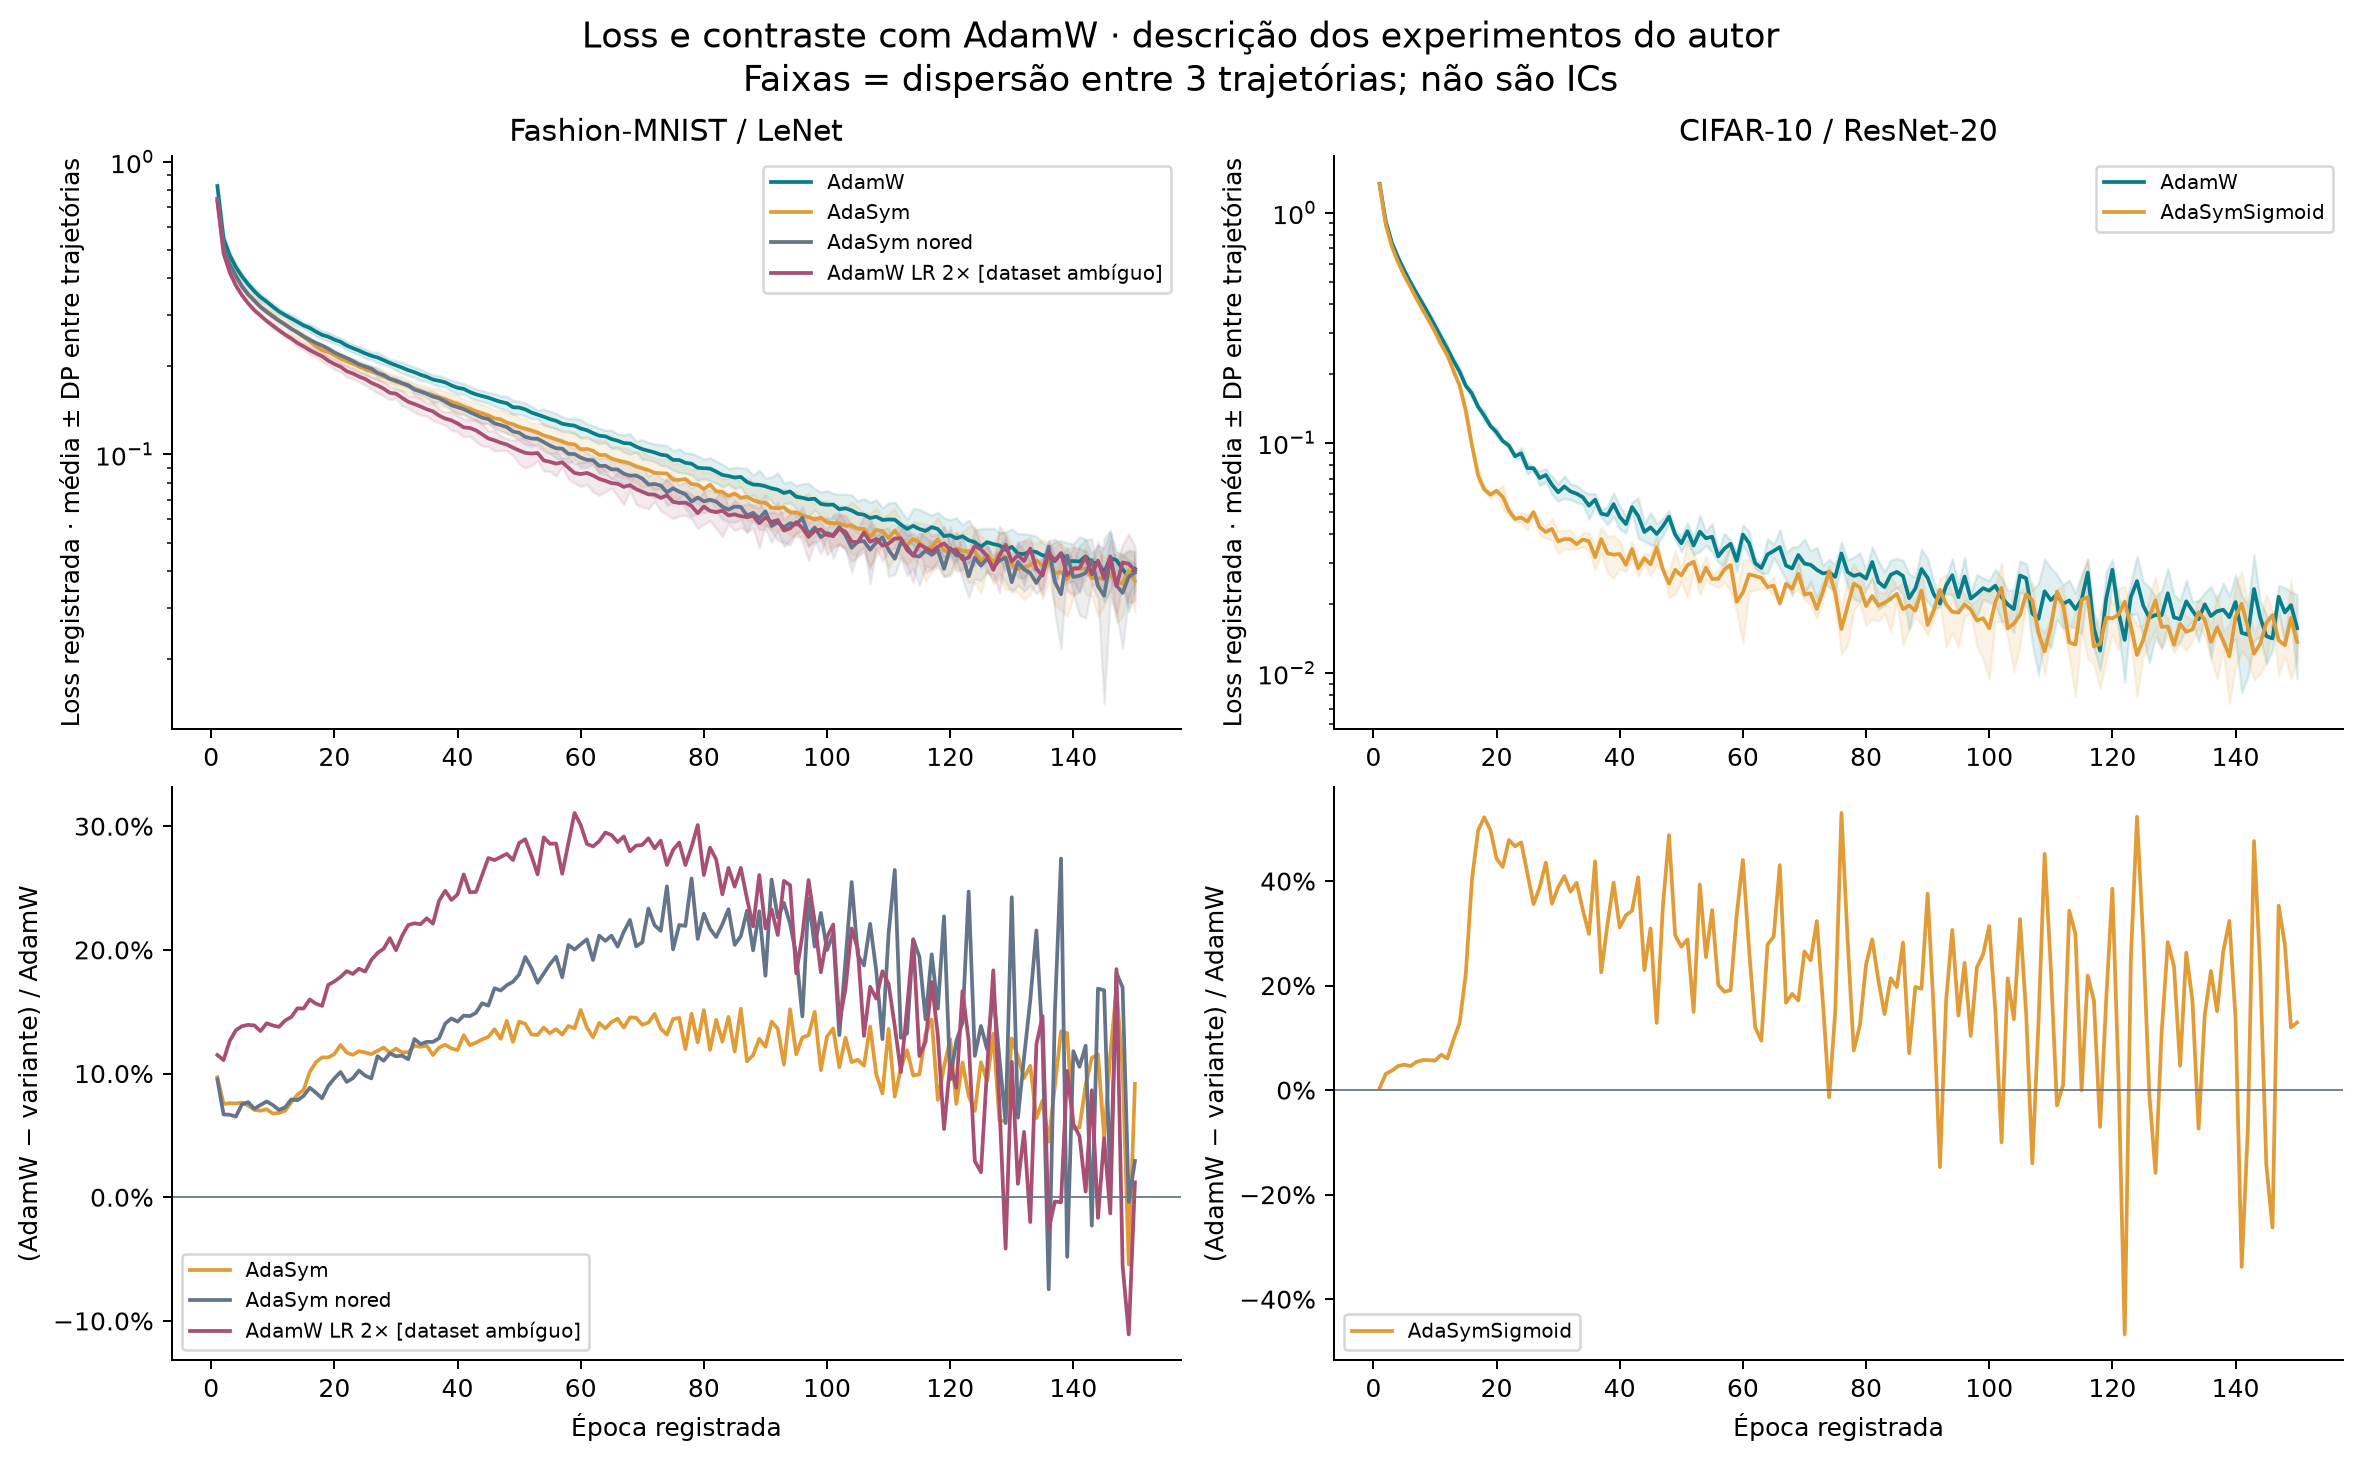 Loss e contraste com AdamW · descrição dos experimentos do autor
Faixas = dispersão entre 3 trajetórias; não são ICs
Fashion-MNIST / LeNet
Loss registrada · média ± DP entre trajetórias
10⁰
10⁻¹
AdamW
AdaSym
AdaSym nored
AdamW LR 2× [dataset ambíguo]
0 20 40 60 80 100 120 140
CIFAR-10 / ResNet-20
Loss registrada · média ± DP entre trajetórias
10⁰
10⁻¹
10⁻²
AdamW
AdaSymSigmoid
0 20 40 60 80 100 120 140
(AdamW − variante) / AdamW
30.0%
20.0%
10.0%
0.0%
−10.0%
AdaSym
AdaSym nored
AdamW LR 2× [dataset ambíguo]
0 20 40 60 80 100 120 140
Época registrada
(AdamW − variante) / AdamW
40%
20%
0%
−20%
−40%
AdaSymSigmoid
0 20 40 60 80 100 120 140
Época registrada